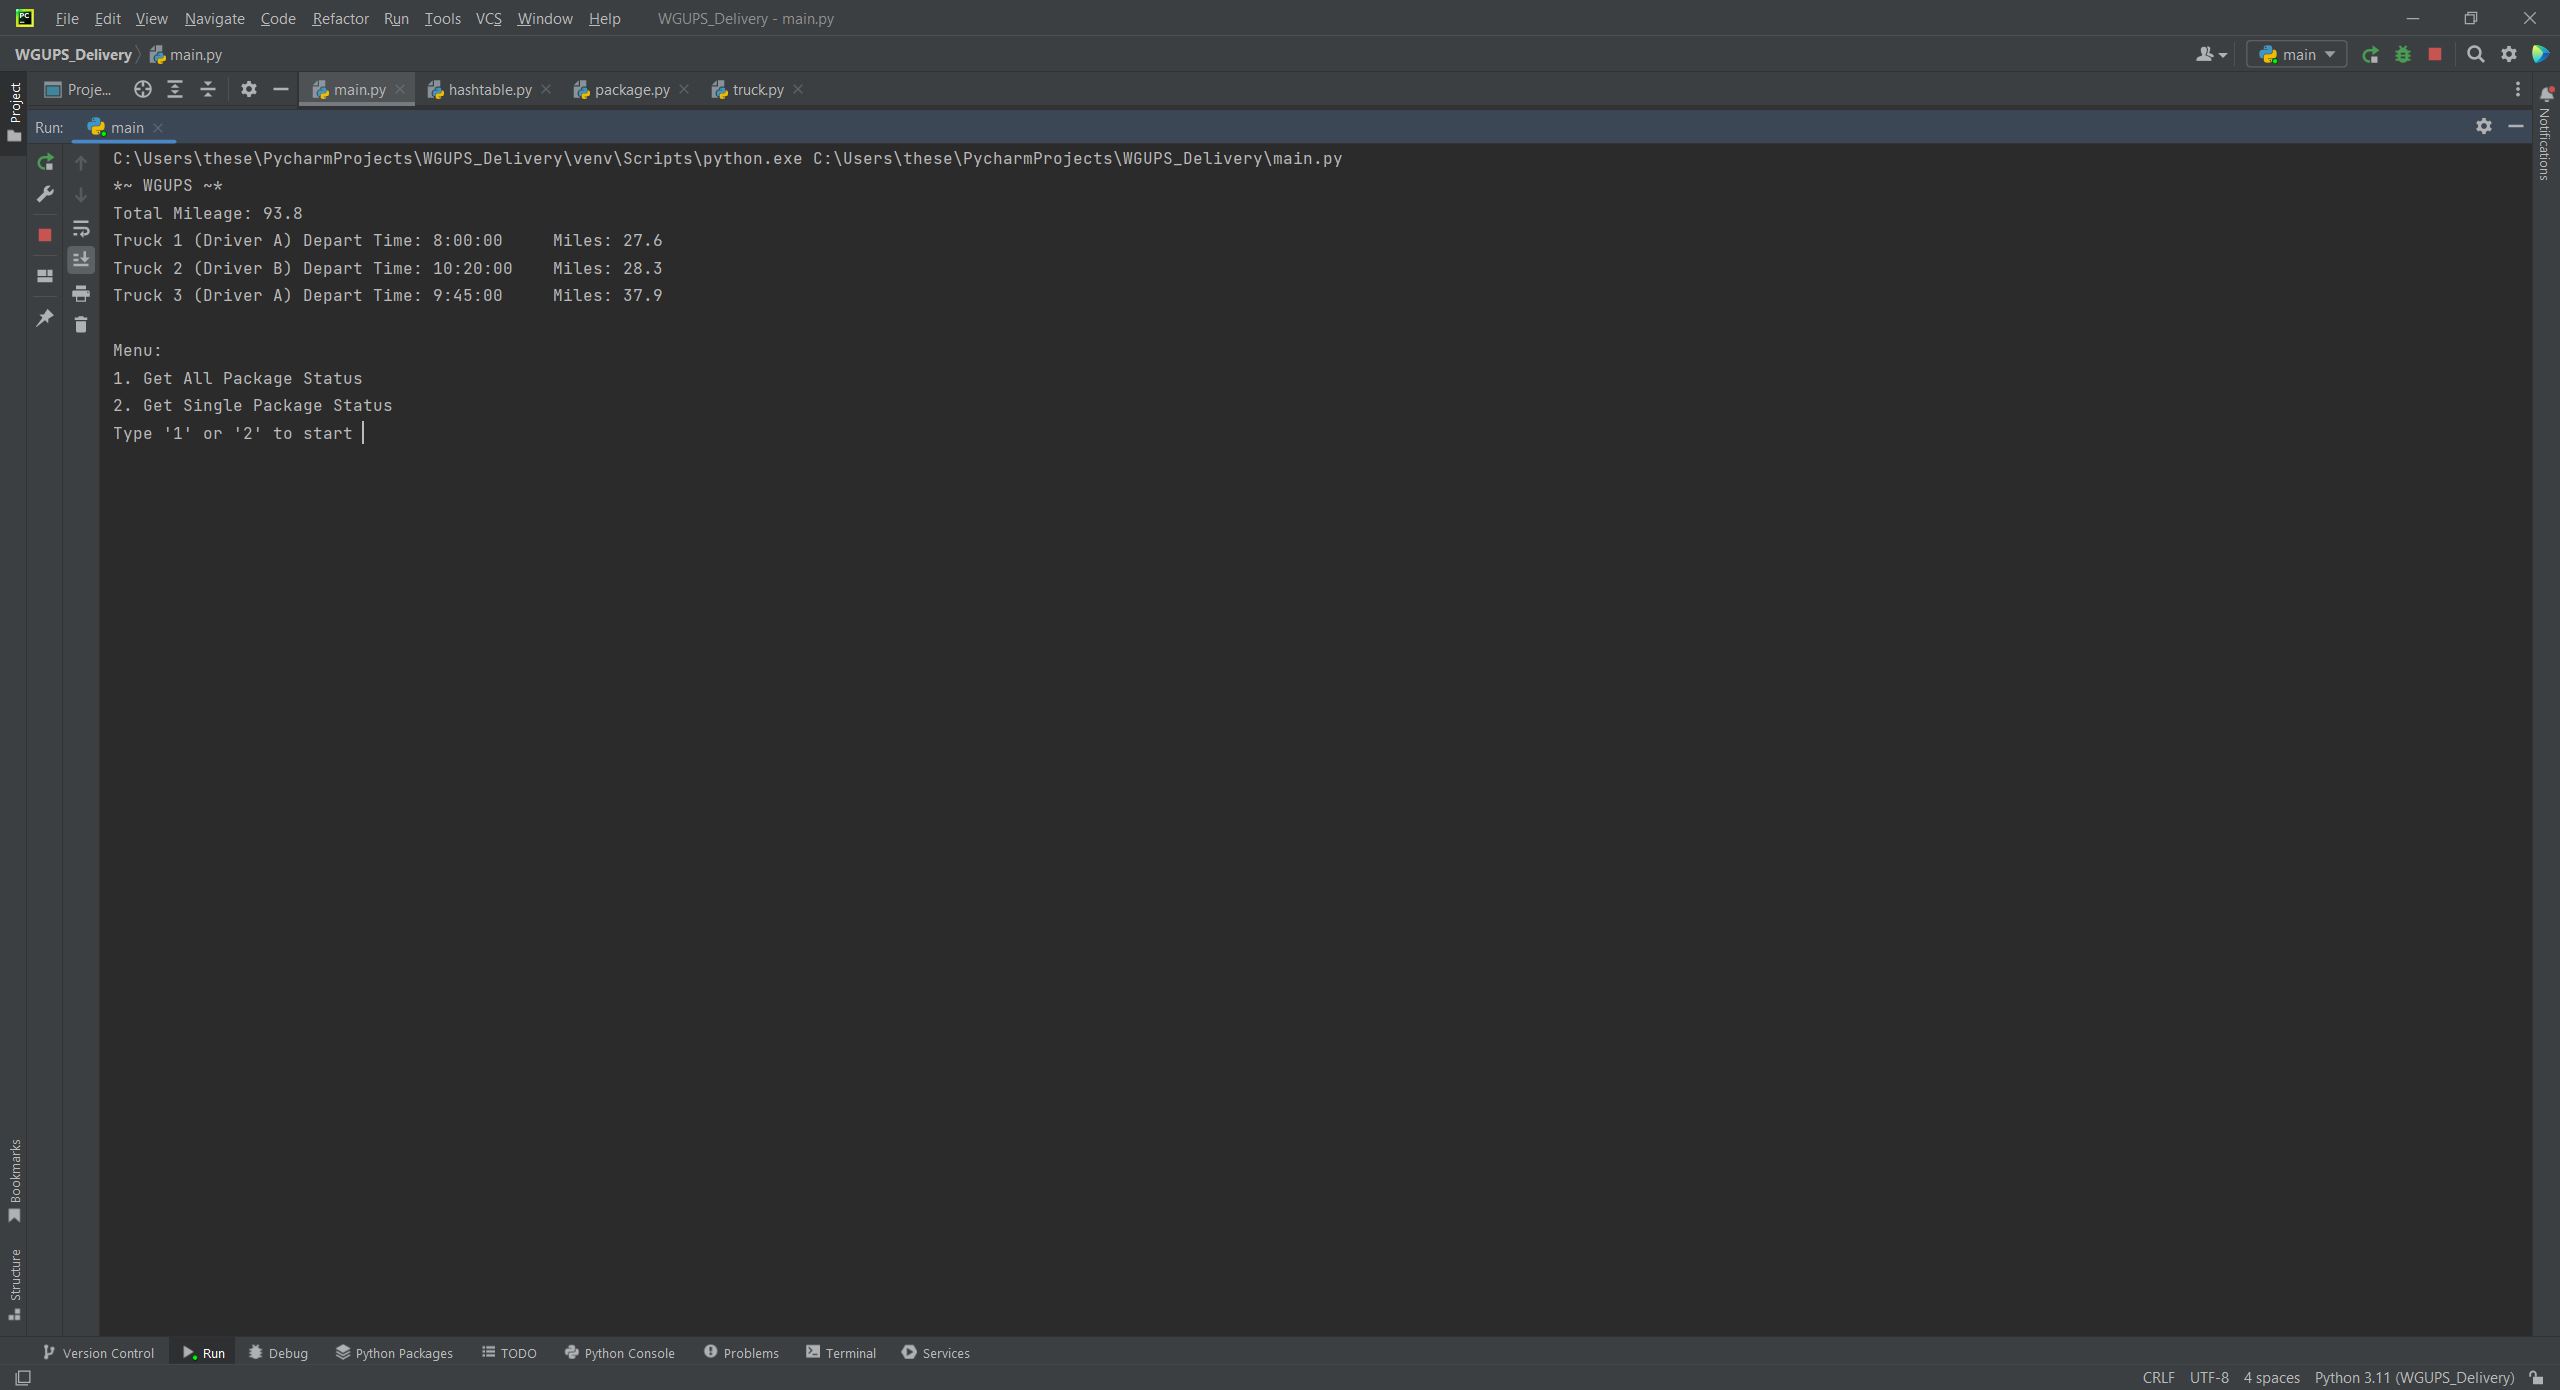 File Edit View Navigate Code Refactor Run Tools VCS Window Help WGUPS_Delivery - main.py
WGUPS_Delivery main.py main
Project
Proje... main.py hashtable.py package.py truck.py
Notifications
Run: main
C:\Users\these\PycharmProjects\WGUPS_Delivery\venv\Scripts\python.exe C:\Users\these\PycharmProjects\WGUPS_Delivery\main.py
*~ WGUPS ~*
Total Mileage: 93.8
Truck 1 (Driver A) Depart Time: 8:00:00     Miles: 27.6
Truck 2 (Driver B) Depart Time: 10:20:00    Miles: 28.3
Truck 3 (Driver A) Depart Time: 9:45:00     Miles: 37.9
Menu:
1. Get All Package Status
2. Get Single Package Status
Type '1' or '2' to start
Bookmarks
Structure
Version Control Run Debug Python Packages TODO Python Console Problems Terminal Services
CRLF UTF-8 4 spaces Python 3.11 (WGUPS_Delivery)